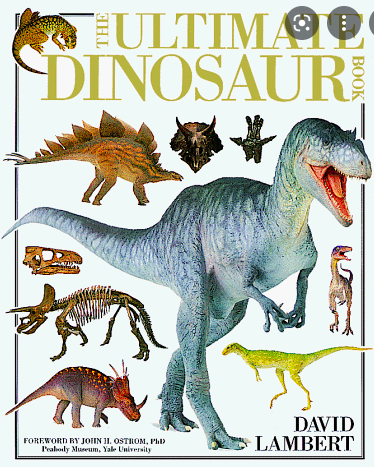 THE ULTIMATE
DINOSAUR BOOK
DAVID
LAMBERT
FOREWORD BY JOHN H. OSTROM, PhD
Peabody Museum, Yale University